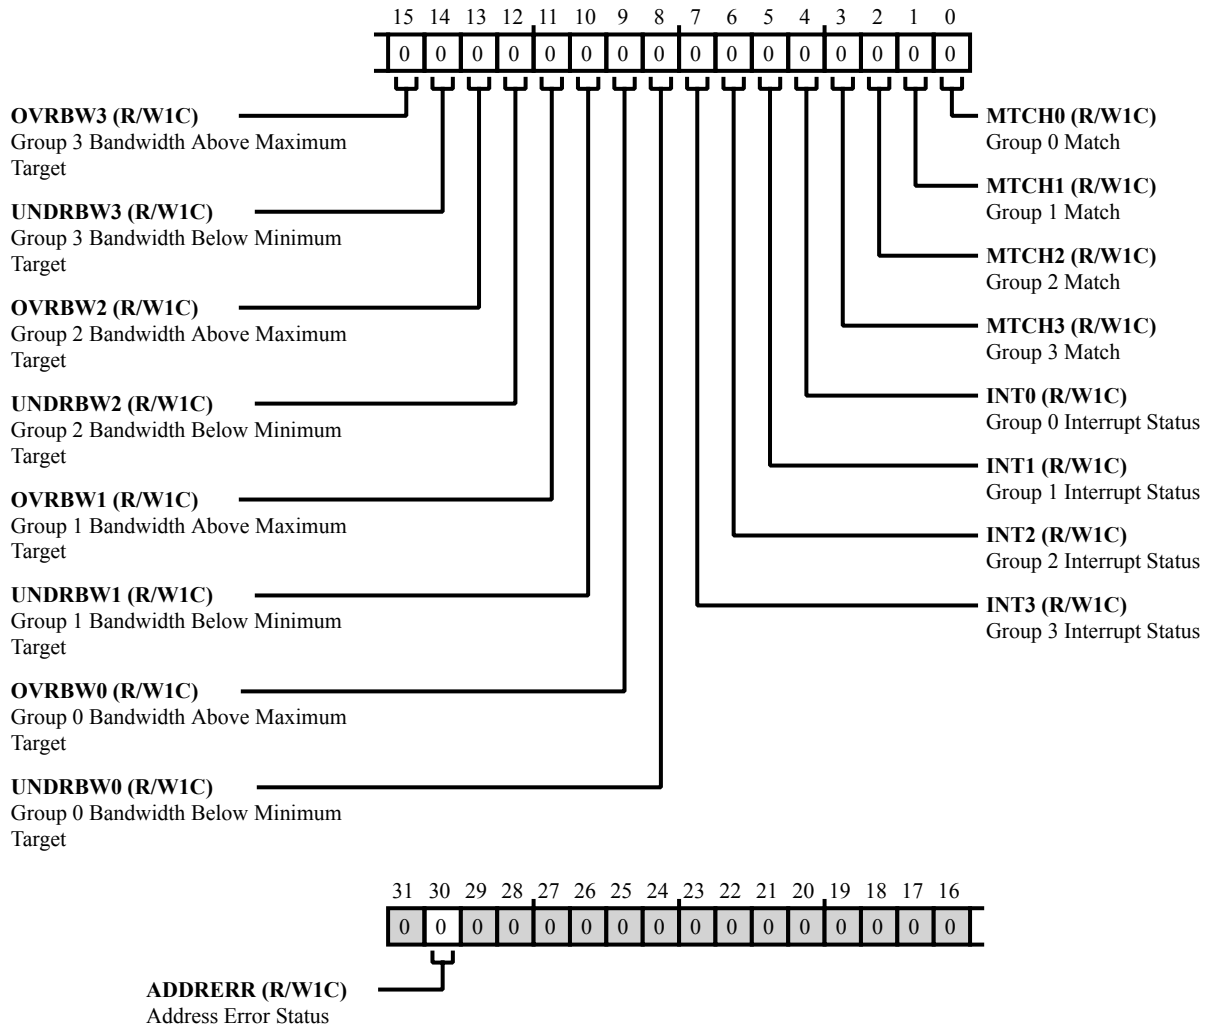 15 14 13 12 11 10 9 8 7 6 5 4 3 2 1 0
0 0 0 0 0 0 0 0 0 0 0 0 0 0 0 0
OVRBW3 (R/W1C)
Group 3 Bandwidth Above Maximum
Target
UNDRBW3 (R/W1C)
Group 3 Bandwidth Below Minimum
Target
OVRBW2 (R/W1C)
Group 2 Bandwidth Above Maximum
Target
UNDRBW2 (R/W1C)
Group 2 Bandwidth Below Minimum
Target
OVRBW1 (R/W1C)
Group 1 Bandwidth Above Maximum
Target
UNDRBW1 (R/W1C)
Group 1 Bandwidth Below Minimum
Target
OVRBW0 (R/W1C)
Group 0 Bandwidth Above Maximum
Target
UNDRBW0 (R/W1C)
Group 0 Bandwidth Below Minimum
Target
MTCH0 (R/W1C)
Group 0 Match
MTCH1 (R/W1C)
Group 1 Match
MTCH2 (R/W1C)
Group 2 Match
MTCH3 (R/W1C)
Group 3 Match
INT0 (R/W1C)
Group 0 Interrupt Status
INT1 (R/W1C)
Group 1 Interrupt Status
INT2 (R/W1C)
Group 2 Interrupt Status
INT3 (R/W1C)
Group 3 Interrupt Status
31 30 29 28 27 26 25 24 23 22 21 20 19 18 17 16
0 0 0 0 0 0 0 0 0 0 0 0 0 0 0 0
ADDRERR (R/W1C)
Address Error Status